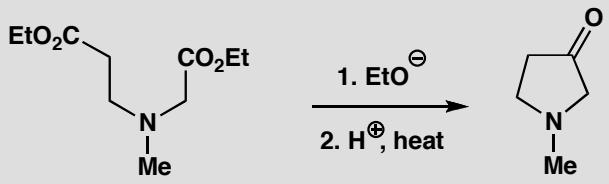 EtO₂C
CO₂Et
N
Me
1. EtO⊖
2. H⊕, heat
O
N
Me